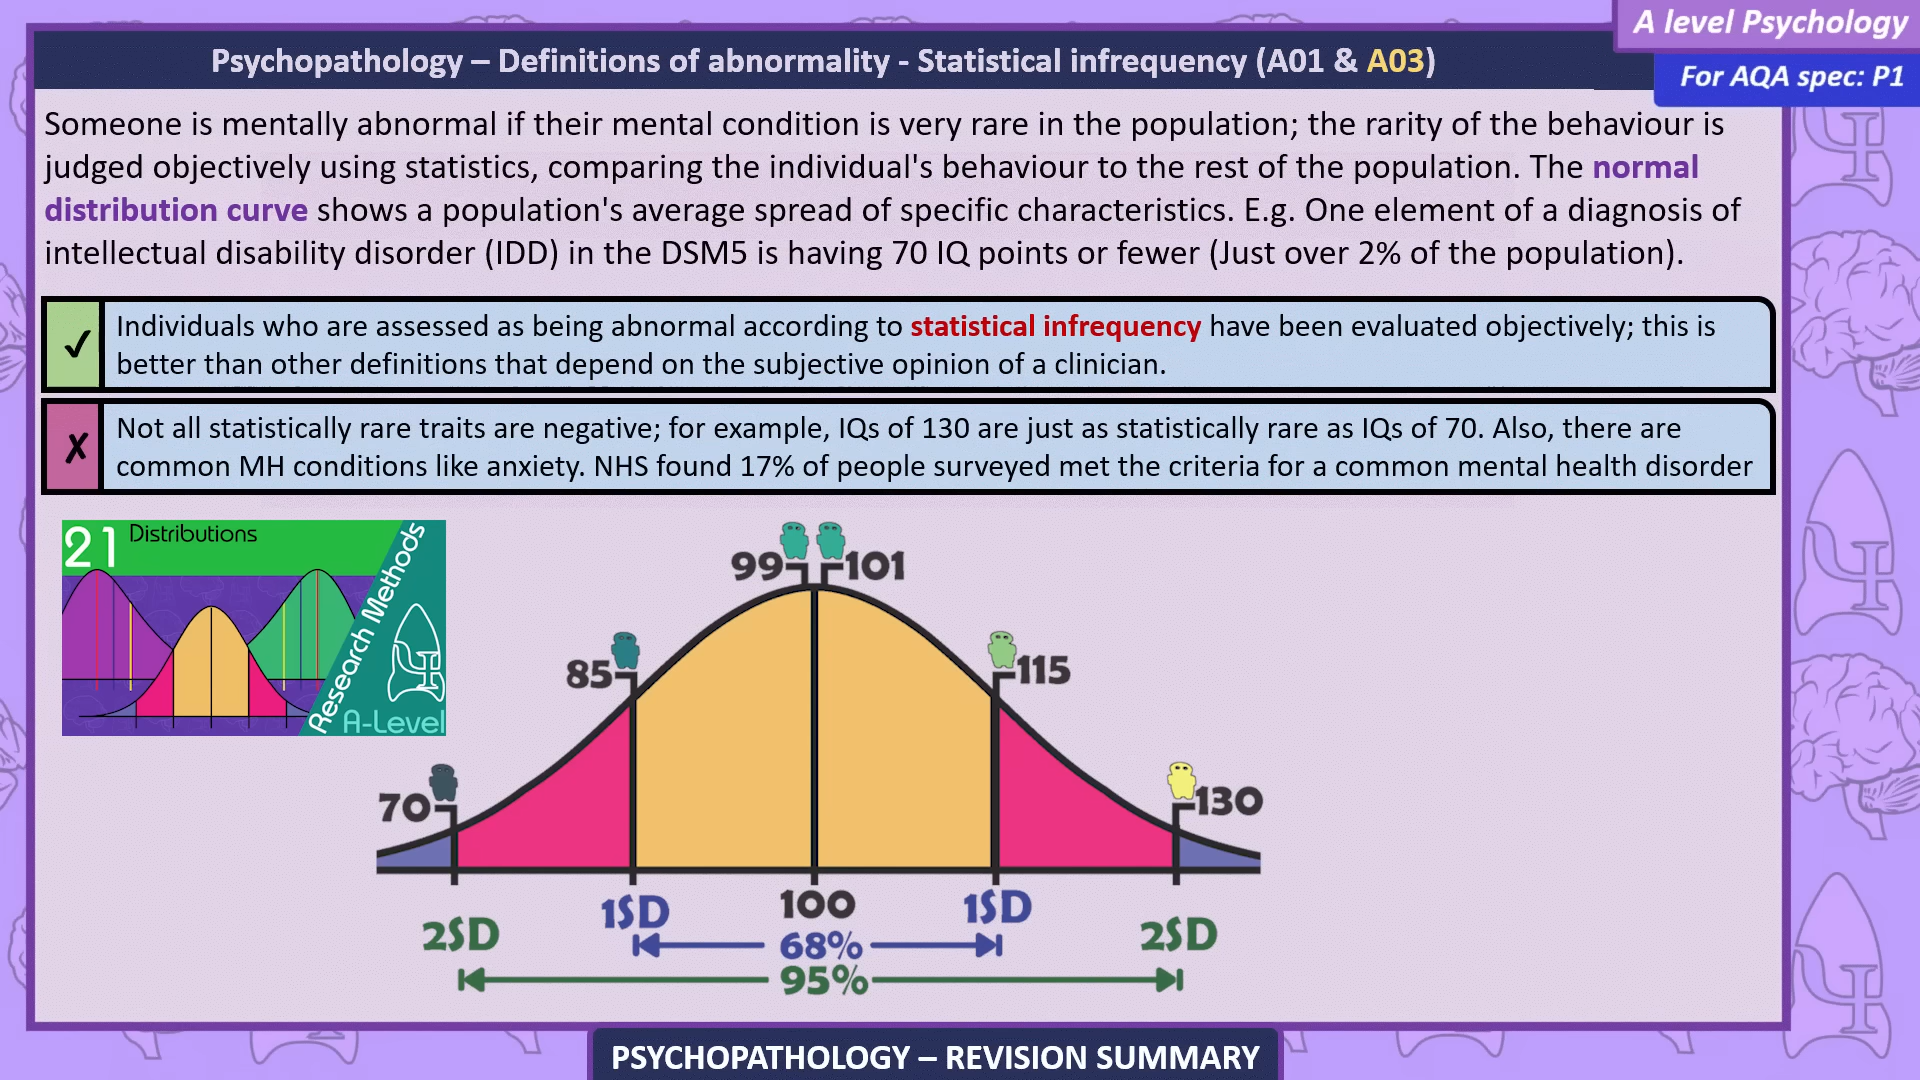 A level Psychology
For AQA spec: P1
Psychopathology – Definitions of abnormality - Statistical infrequency (A01 & A03)
Someone is mentally abnormal if their mental condition is very rare in the population; the rarity of the behaviour is
judged objectively using statistics, comparing the individual's behaviour to the rest of the population. The normal
distribution curve shows a population's average spread of specific characteristics. E.g. One element of a diagnosis of
intellectual disability disorder (IDD) in the DSM5 is having 70 IQ points or fewer (Just over 2% of the population).
✓ Individuals who are assessed as being abnormal according to statistical infrequency have been evaluated objectively; this is
better than other definitions that depend on the subjective opinion of a clinician.
✗ Not all statistically rare traits are negative; for example, IQs of 130 are just as statistically rare as IQs of 70. Also, there are
common MH conditions like anxiety. NHS found 17% of people surveyed met the criteria for a common mental health disorder
21 Distributions
Research Methods
A-Level
99 101
85 115
70 130
1SD 100 1SD
2SD 68% 2SD
95%
PSYCHOPATHOLOGY – REVISION SUMMARY